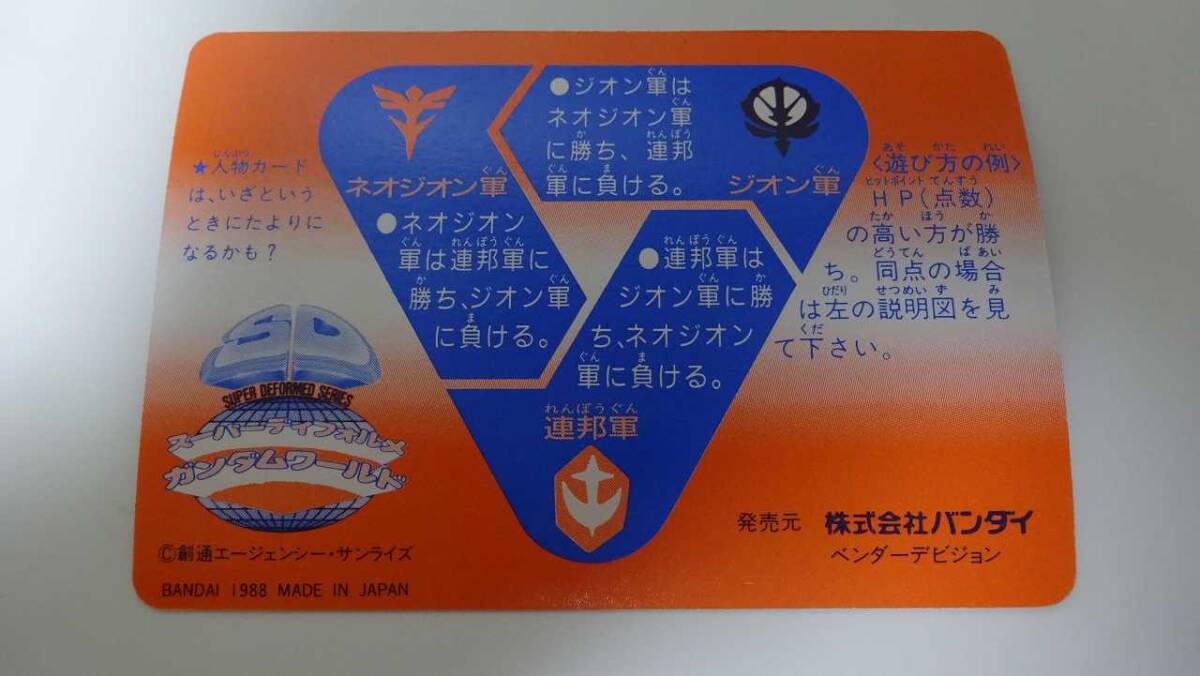 ★人物カード
は、いざという
ときにたよりに
なるかも？
ネオジオン軍
●ネオジオン
軍は連邦軍に
勝ち、ジオン軍
に負ける。
●ジオン軍は
ネオジオン軍
に勝ち、連邦
軍に負ける。
ジオン軍
●連邦軍は
ジオン軍に勝
ち、ネオジオン
軍に負ける。
連邦軍
〈遊び方の例〉
HP(点数)
の高い方が勝
ち。同点の場合
は左の説明図を見
て下さい。
SD
SUPER DEFORMED SERIES
スーパーディフォルメ
ガンダムワールド
©創通エージェンシー・サンライズ
BANDAI 1988 MADE IN JAPAN
発売元 株式会社バンダイ
ベンダーデビジョン